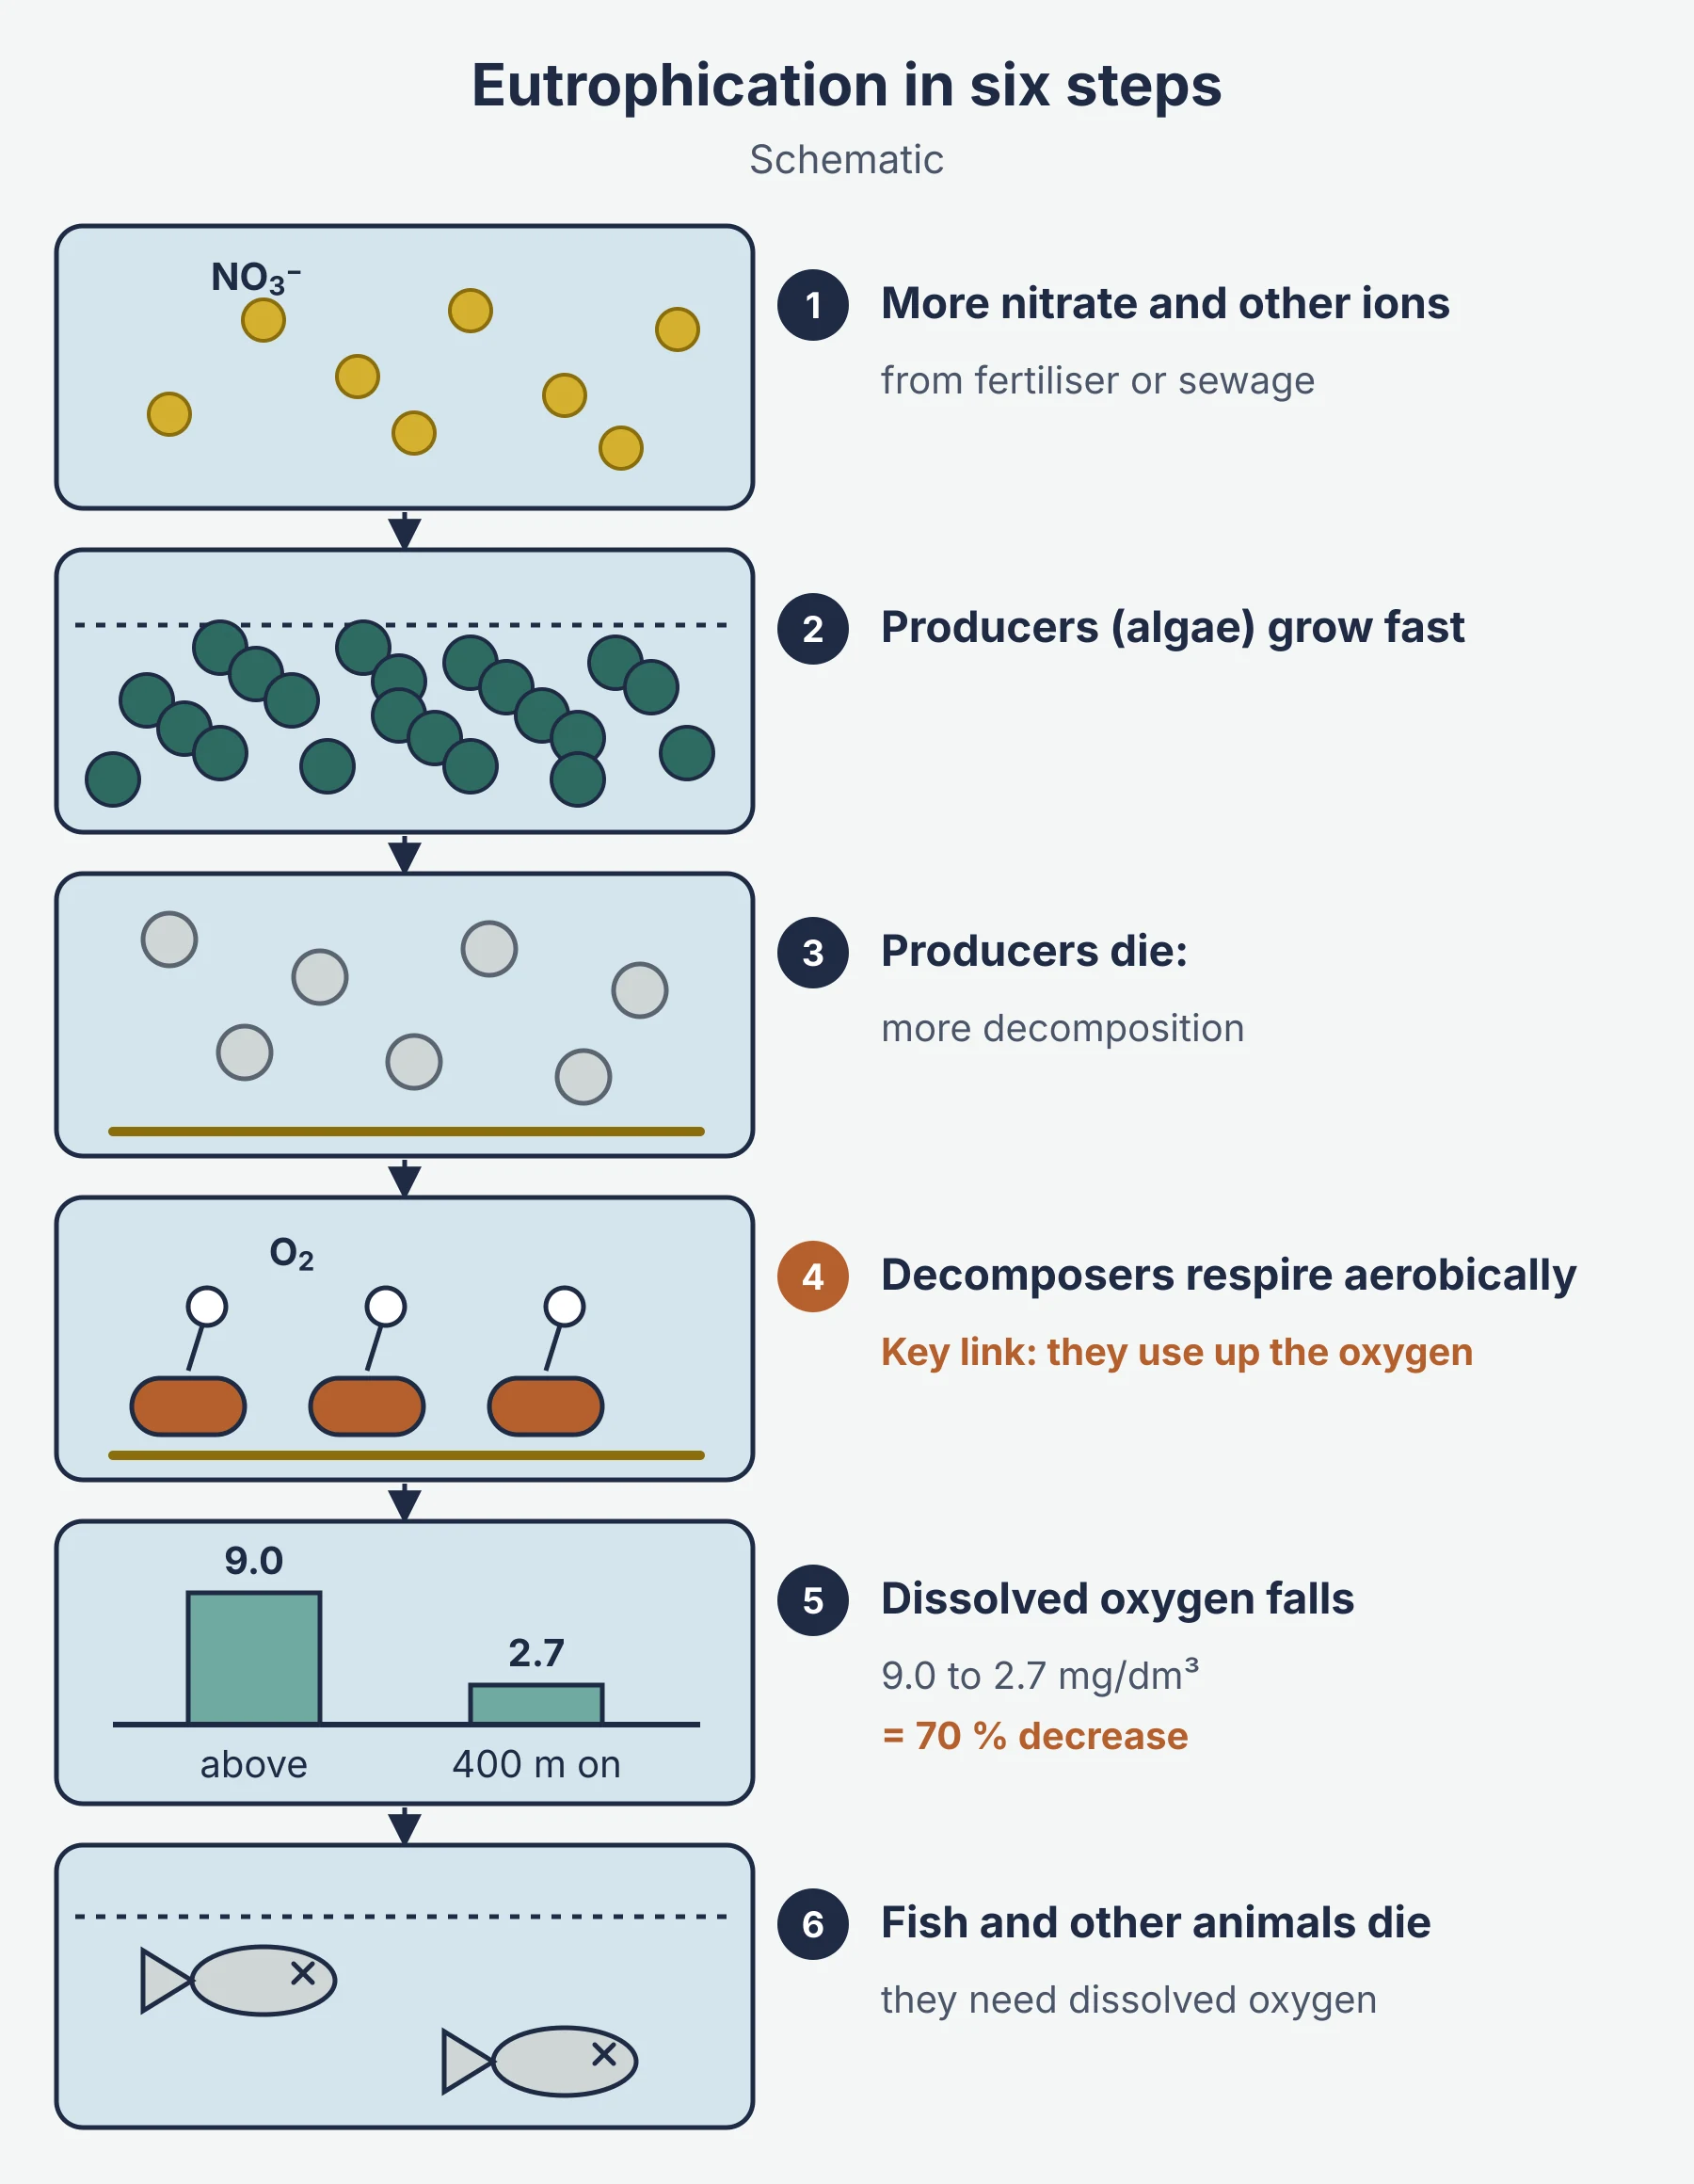 Eutrophication in six steps
Schematic
NO₃⁻
1 More nitrate and other ions
from fertiliser or sewage
2 Producers (algae) grow fast
3 Producers die:
more decomposition
O₂
4 Decomposers respire aerobically
Key link: they use up the oxygen
9.0
2.7
above 400 m on
5 Dissolved oxygen falls
9.0 to 2.7 mg/dm³
= 70 % decrease
6 Fish and other animals die
they need dissolved oxygen